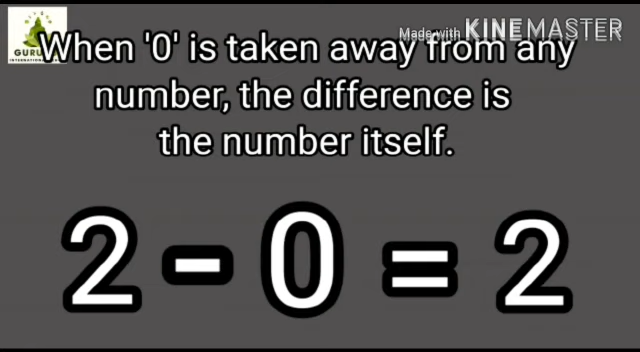 Made with KINEMASTER
GURU
INTERNATIONAL
When '0' is taken away from any
number, the difference is
the number itself.
2 - 0 = 2